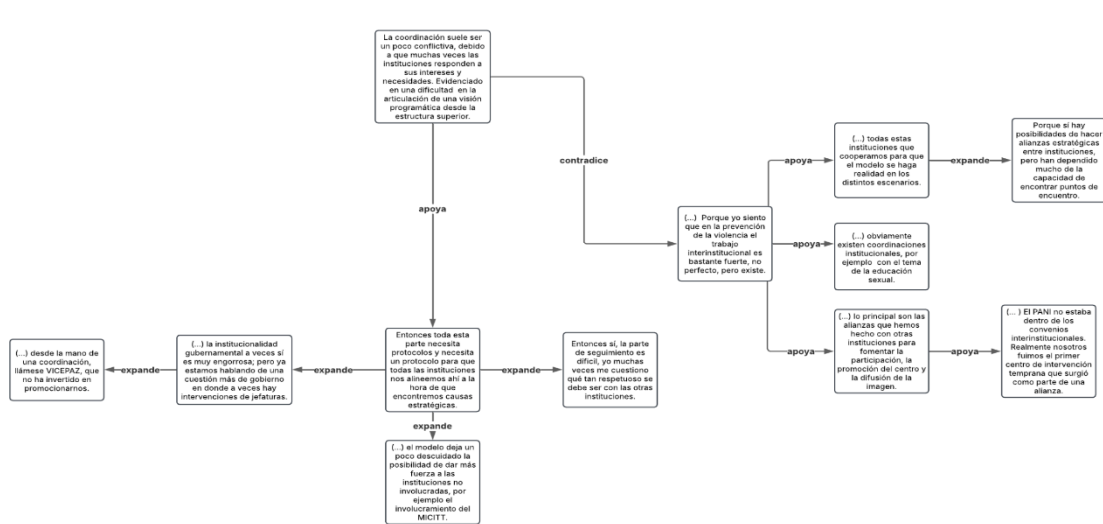 La coordinación suele ser
un poco conflictiva, debido
a que muchas veces las
instituciones responden a
sus intereses y
necesidades. Evidenciado
en una dificultad en la
articulación de una visión
programática desde la
estructura superior.
contradice
apoya
(...) Porque yo siento
que en la prevención
de la violencia el
trabajo
interinstitucional es
bastante fuerte, no
perfecto, pero existe.
apoya
(...) todas estas
instituciones que
cooperamos para que
el modelo se haga
realidad en los
distintos escenarios.
expande
Porque sí hay
posibilidades de hacer
alianzas estratégicas
entre instituciones,
pero han dependido
mucho de la
capacidad de
encontrar puntos de
encuentro.
apoya
(...) obviamente
existen coordinaciones
institucionales, por
ejemplo con el tema
de la educación
sexual.
apoya
(...) lo principal son las
alianzas que hemos
hecho con otras
instituciones para
fomentar la
participación, la
promoción del centro y
la difusión de la
imagen.
apoya
(... ) El PANI no estaba
dentro de los
convenios
interinstitucionales.
Realmente nosotros
fuimos el primer
centro de intervención
temprana que surgió
como parte de una
alianza.
(...) desde la mano de
una coordinación,
llámese VICEPAZ, que
no ha invertido en
promocionarnos.
expande
(...) la institucionalidad
gubernamental a veces sí
es muy engorrosa; pero ya
estamos hablando de una
cuestión más de gobierno
en donde a veces hay
intervenciones de jefaturas.
expande
Entonces toda esta
parte necesita
protocolos y necesita
un protocolo para que
todas las instituciones
nos alineemos ahí a la
hora de que
encontremos causas
estratégicas.
expande
Entonces sí, la parte
de seguimiento es
difícil, yo muchas
veces me cuestiono
qué tan respetuoso se
debe ser con las otras
instituciones.
expande
(...) el modelo deja un
poco descuidado la
posibilidad de dar más
fuerza a las
instituciones no
involucradas, por
ejemplo el
involucramiento del
MICITT.